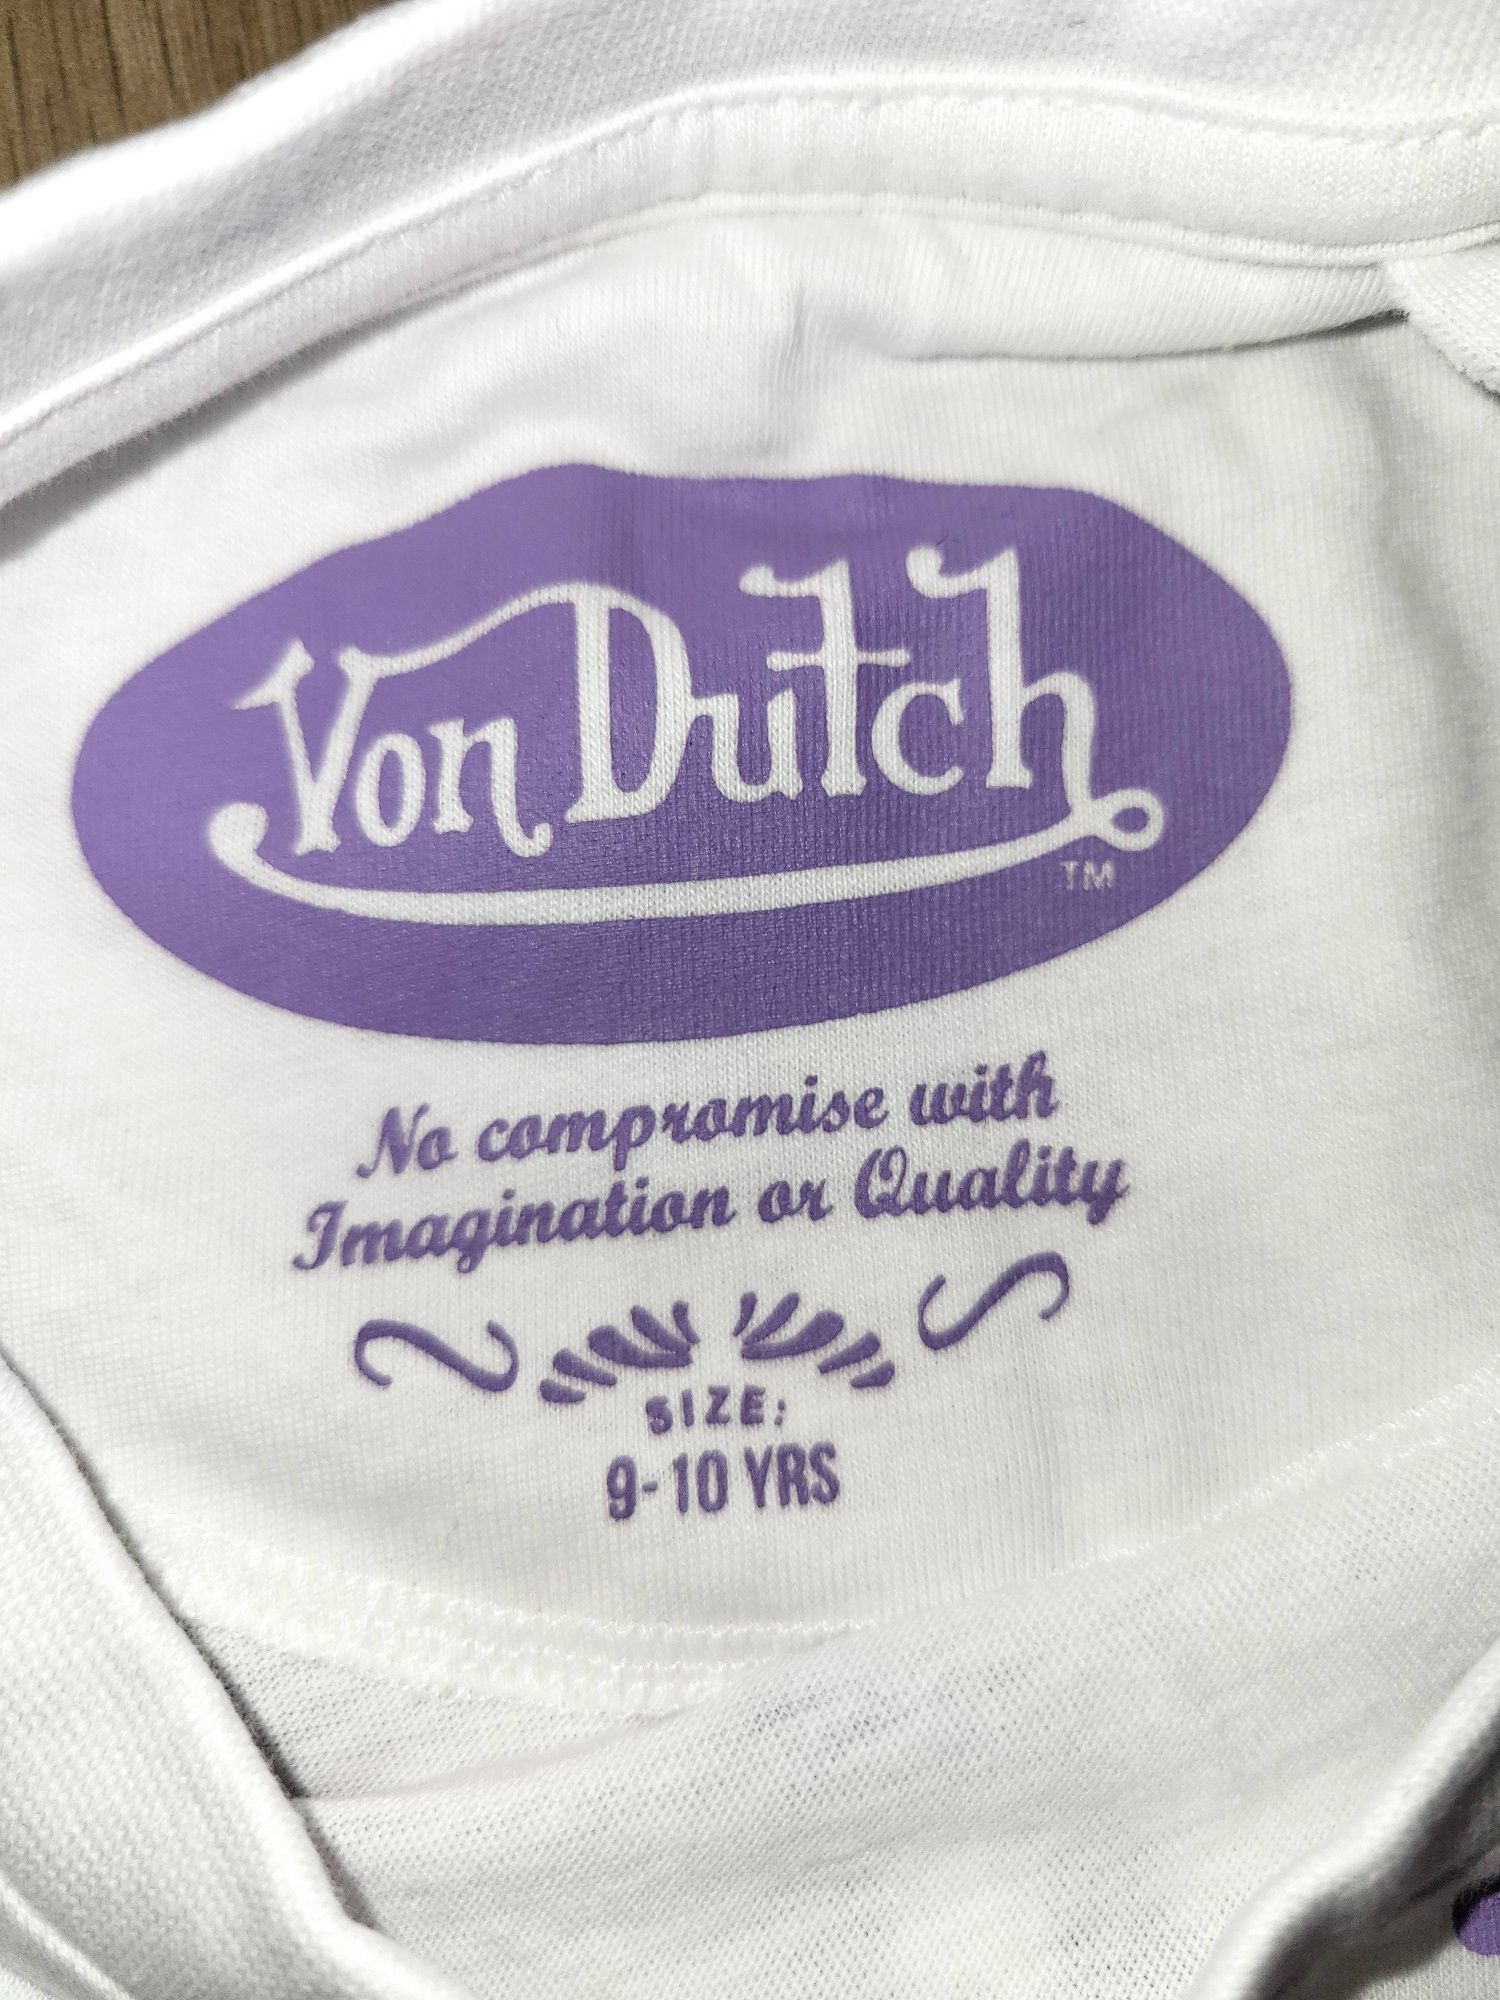 Von Dutch
TM
No compromise with
Imagination or Quality
SIZE:
9-10 YRS